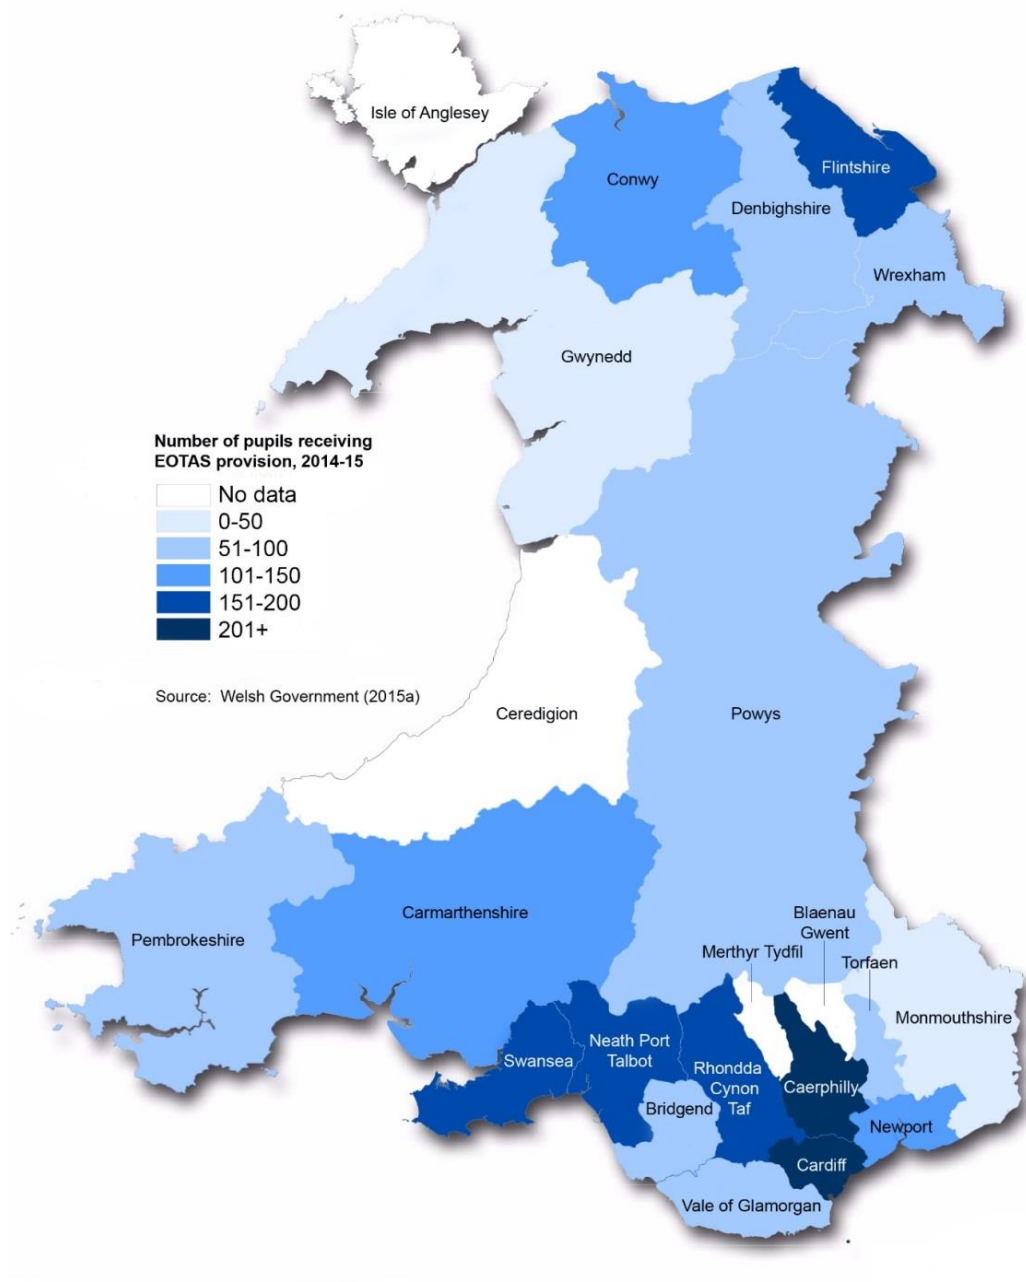 Isle of Anglesey
Conwy
Flintshire
Denbighshire
Wrexham
Gwynedd
Number of pupils receiving
EOTAS provision, 2014-15
No data
0-50
51-100
101-150
151-200
201+
Source: Welsh Government (2015a)
Ceredigion
Powys
Carmarthenshire
Pembrokeshire
Blaenau
Gwent
Merthyr Tydfil
Torfaen
Monmouthshire
Swansea
Neath Port
Talbot
Rhondda
Cynon
Taf
Caerphilly
Bridgend
Newport
Cardiff
Vale of Glamorgan